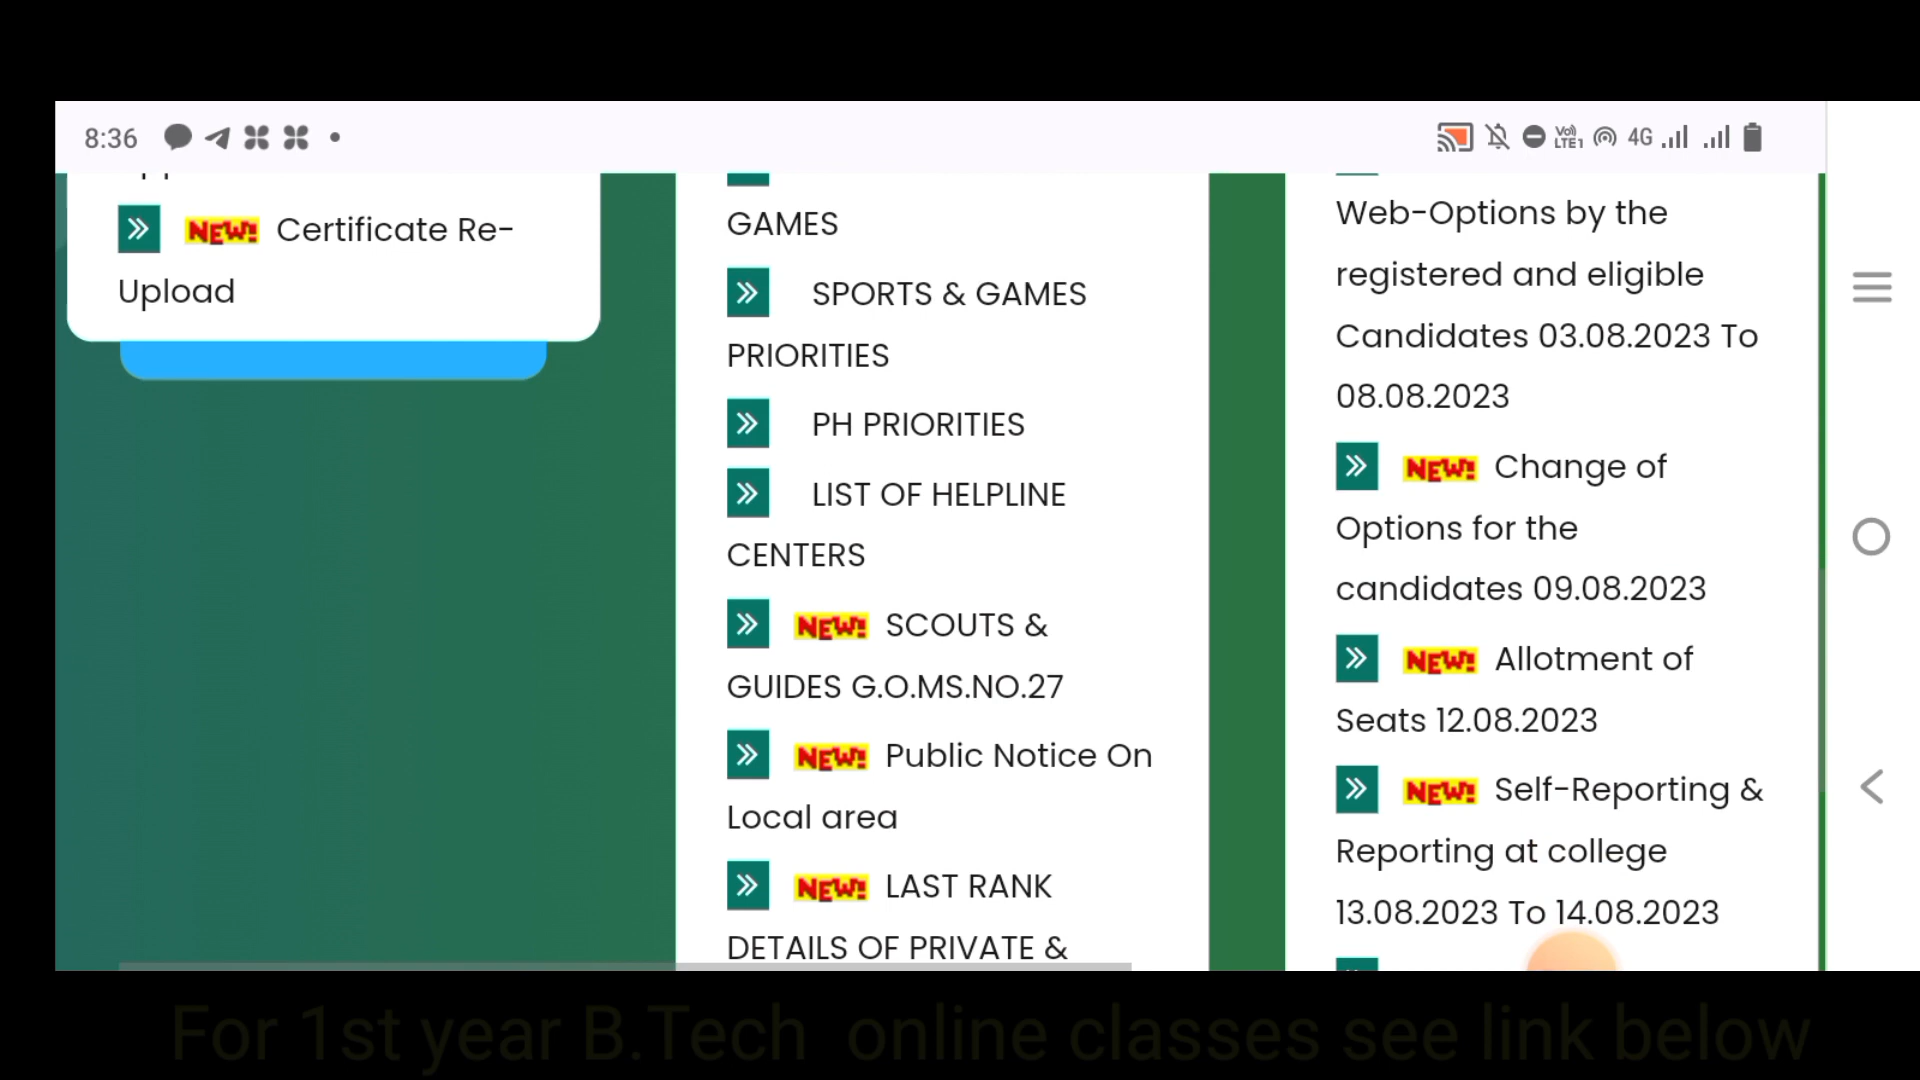 8:36
4G
NEW! Certificate Re-
Upload
GAMES
SPORTS & GAMES
PRIORITIES
PH PRIORITIES
LIST OF HELPLINE
CENTERS
NEW! SCOUTS &
GUIDES G.O.MS.NO.27
NEW! Public Notice On
Local area
NEW! LAST RANK
DETAILS OF PRIVATE &
Web-Options by the
registered and eligible
Candidates 03.08.2023 To
08.08.2023
NEW! Change of
Options for the
candidates 09.08.2023
NEW! Allotment of
Seats 12.08.2023
NEW! Self-Reporting &
Reporting at college
13.08.2023 To 14.08.2023
For 1st year B.Tech online classes see link below